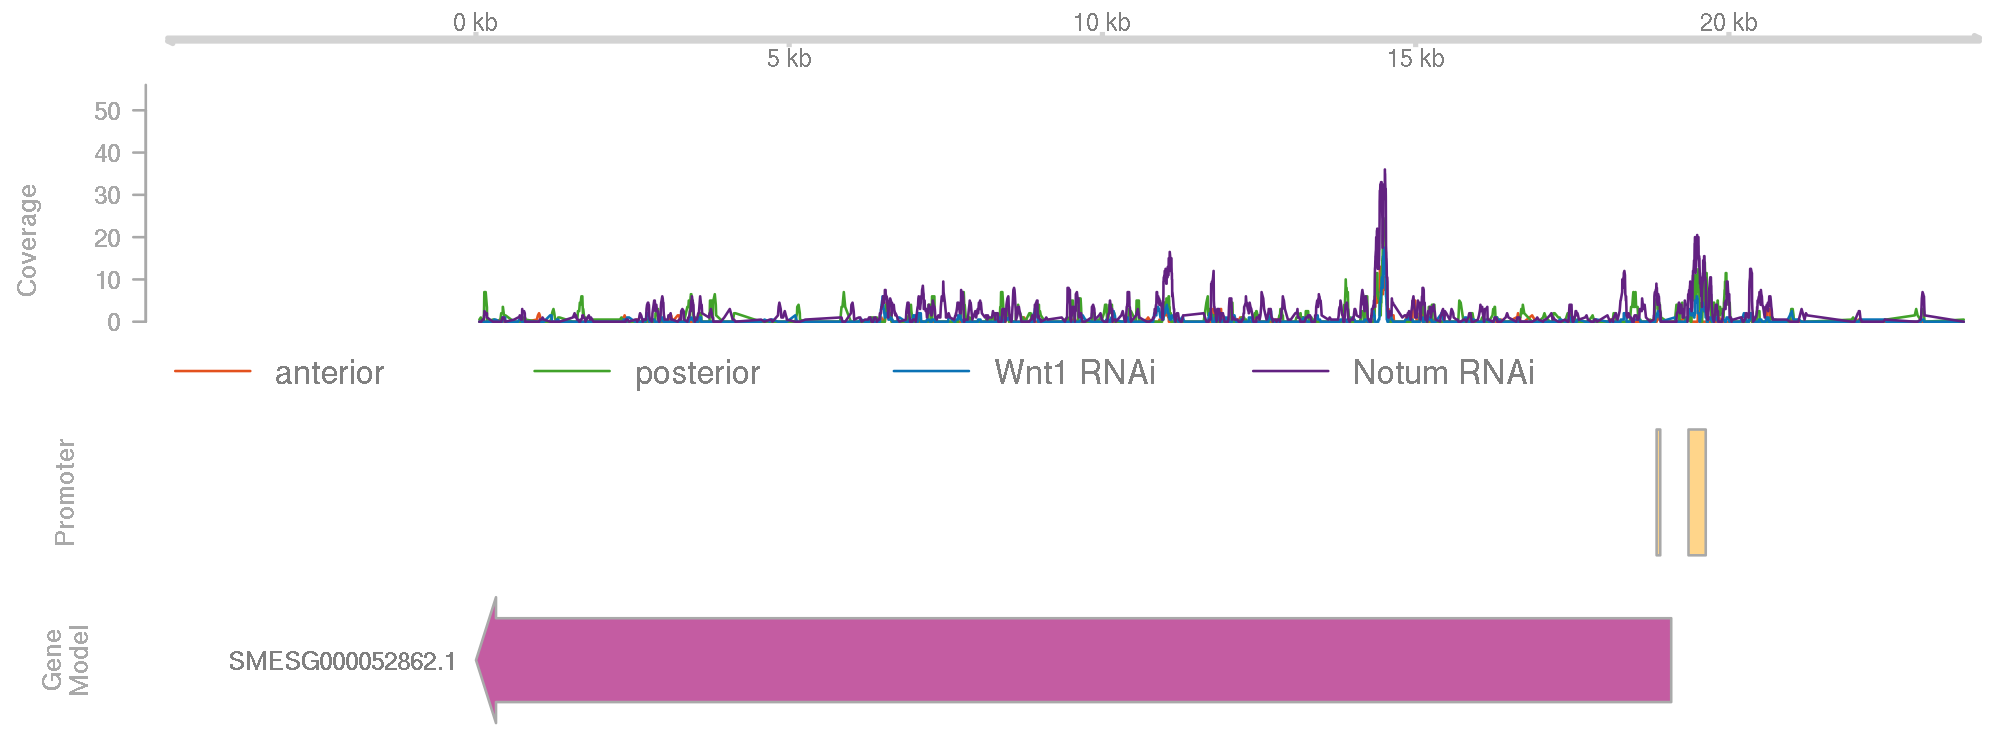 0 kb 10 kb 20 kb
5 kb 15 kb
Coverage
50
40
30
20
10
0
anterior posterior Wnt1 RNAi Notum RNAi
Promoter
Gene
Model
SMESG000052862.1